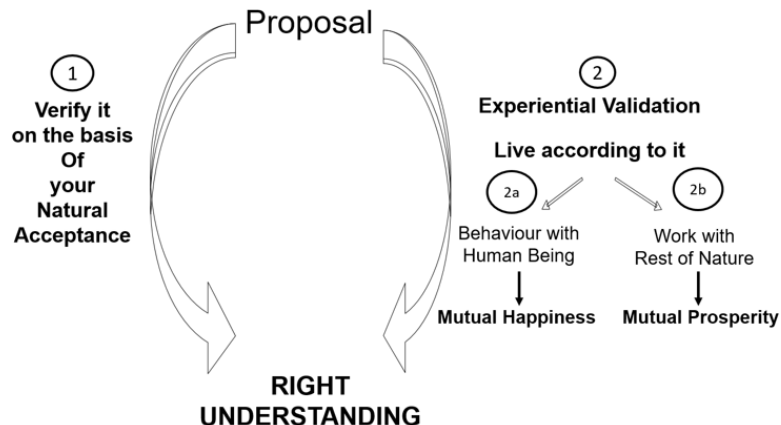 Proposal
1
Verify it
on the basis
Of
your
Natural
Acceptance
2
Experiential Validation
Live according to it
2a
Behaviour with
Human Being
Mutual Happiness
2b
Work with
Rest of Nature
Mutual Prosperity
RIGHT
UNDERSTANDING